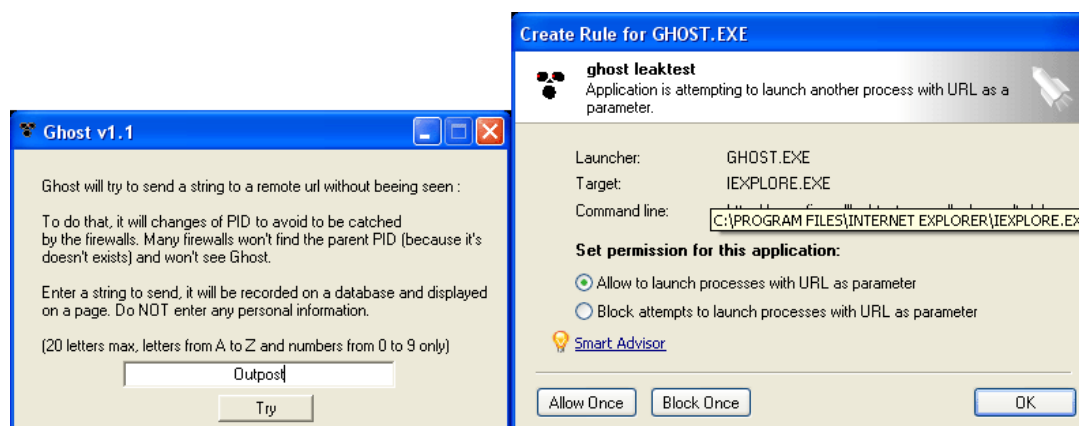 Ghost v1.1
Ghost will try to send a string to a remote url without beeing seen :
To do that, it will changes of PID to avoid to be catched
by the firewalls. Many firewalls won't find the parent PID (because it's
doesn't exists) and won't see Ghost.
Enter a string to send, it will be recorded on a database and displayed
on a page. Do NOT enter any personal information.
(20 letters max, letters from A to Z and numbers from 0 to 9 only)
Outpost
Try
Create Rule for GHOST.EXE
ghost leaktest
Application is attempting to launch another process with URL as a
parameter.
Launcher: GHOST.EXE
Target: IEXPLORE.EXE
Command line:
C:\PROGRAM FILES\INTERNET EXPLORER\IEXPLORE.EX
Set permission for this application:
Allow to launch processes with URL as parameter
Block attempts to launch processes with URL as parameter
Smart Advisor
Allow Once
Block Once
OK